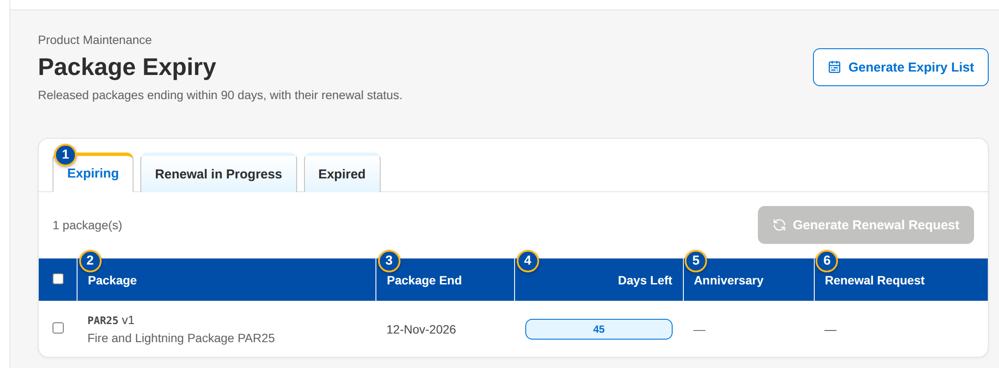 Product Maintenance
Package Expiry
Generate Expiry List
Released packages ending within 90 days, with their renewal status.
1
Expiring
Renewal in Progress
Expired
1 package(s)
Generate Renewal Request
2 3 4 5 6
Package Package End Days Left Anniversary Renewal Request
PAR25 v1
Fire and Lightning Package PAR25
12-Nov-2026
45
—
—